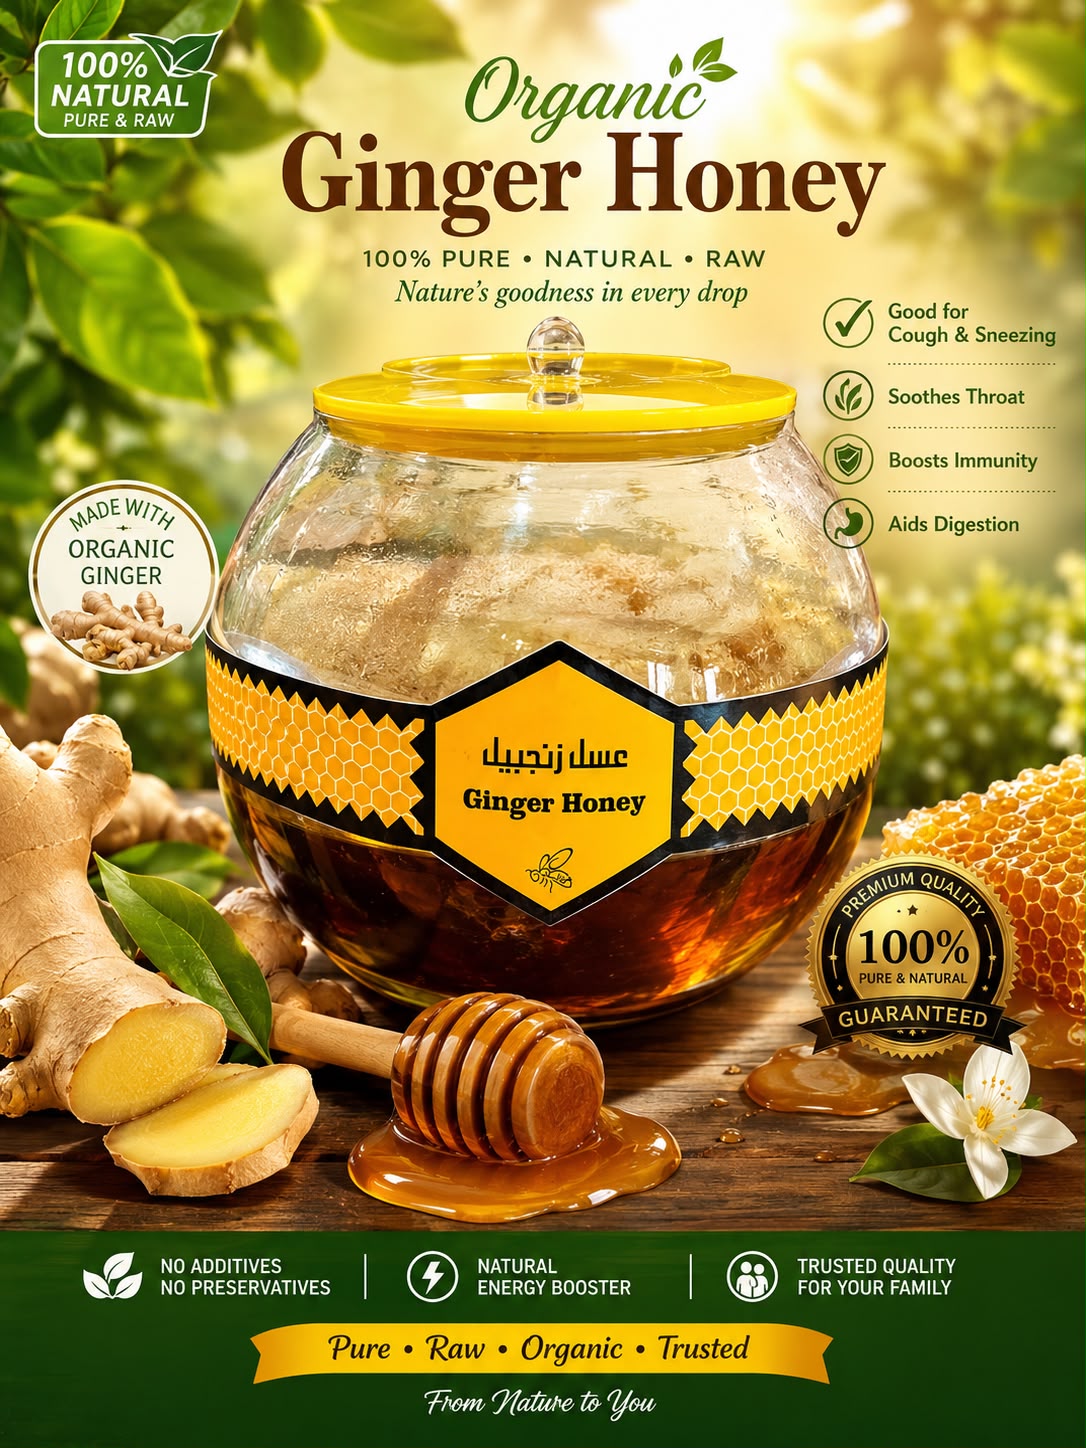 100%
NATURAL
PURE & RAW
Organic
Ginger Honey
100% PURE • NATURAL • RAW
Nature's goodness in every drop
Good for
Cough & Sneezing
Soothes Throat
Boosts Immunity
Aids Digestion
MADE WITH
ORGANIC
GINGER
عسل زنجبيل
Ginger Honey
PREMIUM QUALITY
100%
PURE & NATURAL
GUARANTEED
NO ADDITIVES
NO PRESERVATIVES
NATURAL
ENERGY BOOSTER
TRUSTED QUALITY
FOR YOUR FAMILY
Pure • Raw • Organic • Trusted
From Nature to You